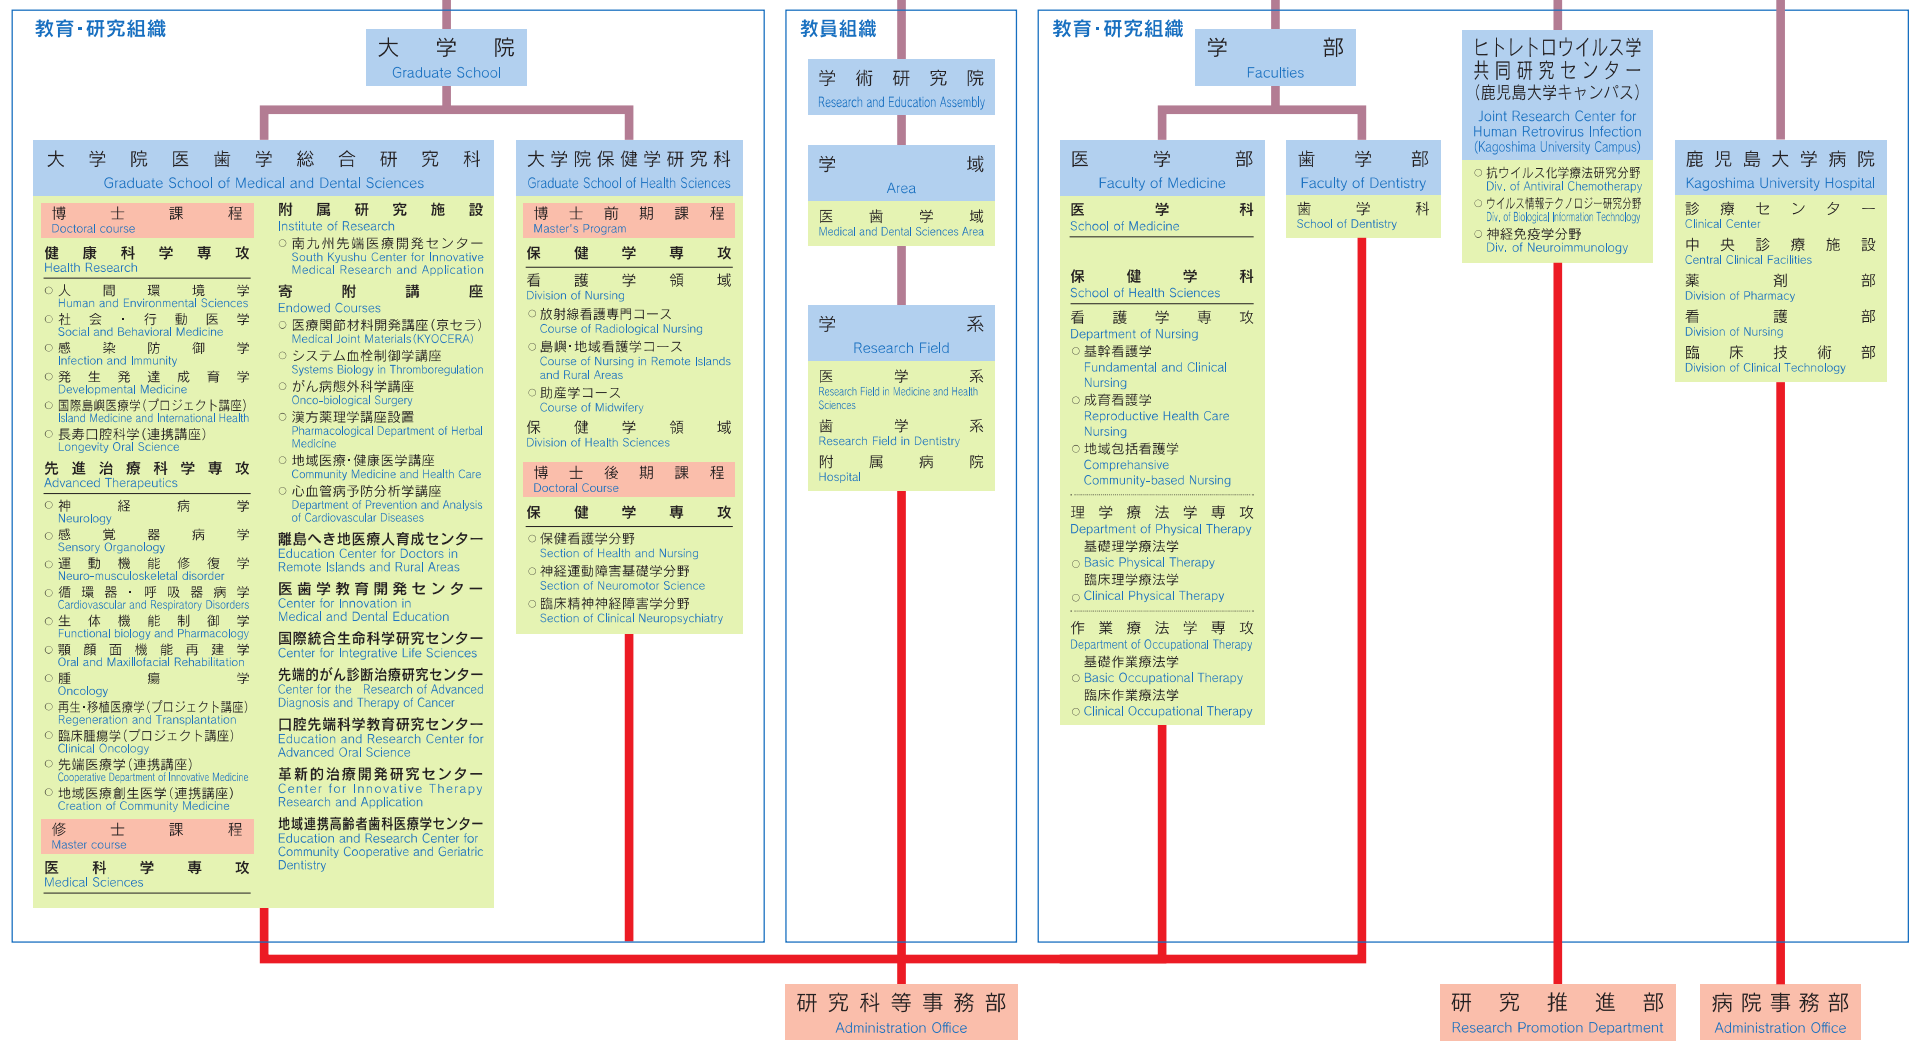 教育・研究組織
大学院
Graduate School
大学院医歯学総合研究科
Graduate School of Medical and Dental Sciences
博士課程
Doctoral course
健康科学専攻
Health Research
○人間環境学
Human and Environmental Sciences
○社会・行動医学
Social and Behavioral Medicine
○感染防御学
Infection and Immunity
○発生発達成育学
Developmental Medicine
○国際島嶼医療学(プロジェクト講座)
Island Medicine and International Health
○長寿口腔科学(連携講座)
Longevity Oral Science
先進治療科学専攻
Advanced Therapeutics
○神経病学
Neurology
○感覚器病学
Sensory Organology
○運動機能修復学
Neuro-musculoskeletal disorder
○循環器・呼吸器病学
Cardiovascular and Respiratory Disorders
○生体機能制御学
Functional biology and Pharmacology
○顎顔面機能再建学
Oral and Maxillofacial Rehabilitation
○腫瘍学
Oncology
○再生・移植医療学(プロジェクト講座)
Regeneration and Transplantation
○臨床腫瘍学(プロジェクト講座)
Clinical Oncology
○先端医療学(連携講座)
Cooperative Department of Innovative Medicine
○地域医療創生医学(連携講座)
Creation of Community Medicine
修士課程
Master course
医科学専攻
Medical Sciences
附属研究施設
Institute of Research
○南九州先端医療開発センター
South Kyushu Center for Innovative
Medical Research and Application
寄附講座
Endowed Courses
○医療関節材料開発講座(京セラ)
Medical Joint Materials(KYOCERA)
○システム血栓制御学講座
Systems Biology in Thromboregulation
○がん病態外科学講座
Onco-biological Surgery
○漢方薬理学講座設置
Pharmacological Department of Herbal
Medicine
○地域医療・健康医学講座
Community Medicine and Health Care
○心血管病予防分析学講座
Department of Prevention and Analysis
of Cardiovascular Diseases
離島へき地医療人育成センター
Education Center for Doctors in
Remote Islands and Rural Areas
医歯学教育開発センター
Center for Innovation in
Medical and Dental Education
国際統合生命科学研究センター
Center for Integrative Life Sciences
先端的がん診断治療研究センター
Center for the Research of Advanced
Diagnosis and Therapy of Cancer
口腔先端科学教育研究センター
Education and Research Center for
Advanced Oral Science
革新的治療開発研究センター
Center for Innovative Therapy
Research and Application
地域連携高齢者歯科医療学センター
Education and Research Center for
Community Cooperative and Geriatric
Dentistry
大学院保健学研究科
Graduate School of Health Sciences
博士前期課程
Master's Program
保健学専攻
看護学領域
Division of Nursing
○放射線看護専門コース
Course of Radiological Nursing
○島嶼・地域看護学コース
Course of Nursing in Remote Islands
and Rural Areas
○助産学コース
Course of Midwifery
保健学領域
Division of Health Sciences
博士後期課程
Doctoral Course
保健学専攻
○保健看護学分野
Section of Health and Nursing
○神経運動障害基礎学分野
Section of Neuromotor Science
○臨床精神神経障害学分野
Section of Clinical Neuropsychiatry
教員組織
学術研究院
Research and Education Assembly
学域
Area
医歯学域
Medical and Dental Sciences Area
学系
Research Field
医学系
Research Field in Medicine and Health
Sciences
歯学系
Research Field in Dentistry
附属病院
Hospital
教育・研究組織
学部
Faculties
医学部
Faculty of Medicine
医学科
School of Medicine
保健学科
School of Health Sciences
看護学専攻
Department of Nursing
○基幹看護学
Fundamental and Clinical
Nursing
○成育看護学
Reproductive Health Care
Nursing
○地域包括看護学
Comprehansive
Community-based Nursing
理学療法学専攻
Department of Physical Therapy
基礎理学療法学
○Basic Physical Therapy
臨床理学療法学
○Clinical Physical Therapy
作業療法学専攻
Department of Occupational Therapy
基礎作業療法学
○Basic Occupational Therapy
臨床作業療法学
○Clinical Occupational Therapy
歯学部
Faculty of Dentistry
歯学科
School of Dentistry
ヒトレトロウイルス学
共同研究センター
(鹿児島大学キャンパス)
Joint Research Center for
Human Retrovirus Infection
(Kagoshima University Campus)
○抗ウイルス化学療法研究分野
Div. of Antiviral Chemotherapy
○ウイルス情報テクノロジー研究分野
Div. of Biological Information Technology
○神経免疫学分野
Div. of Neuroimmunology
鹿児島大学病院
Kagoshima University Hospital
診療センター
Clinical Center
中央診療施設
Central Clinical Facilities
薬剤部
Division of Pharmacy
看護部
Division of Nursing
臨床技術部
Division of Clinical Technology
研究科等事務部
Administration Office
研究推進部
Research Promotion Department
病院事務部
Administration Office